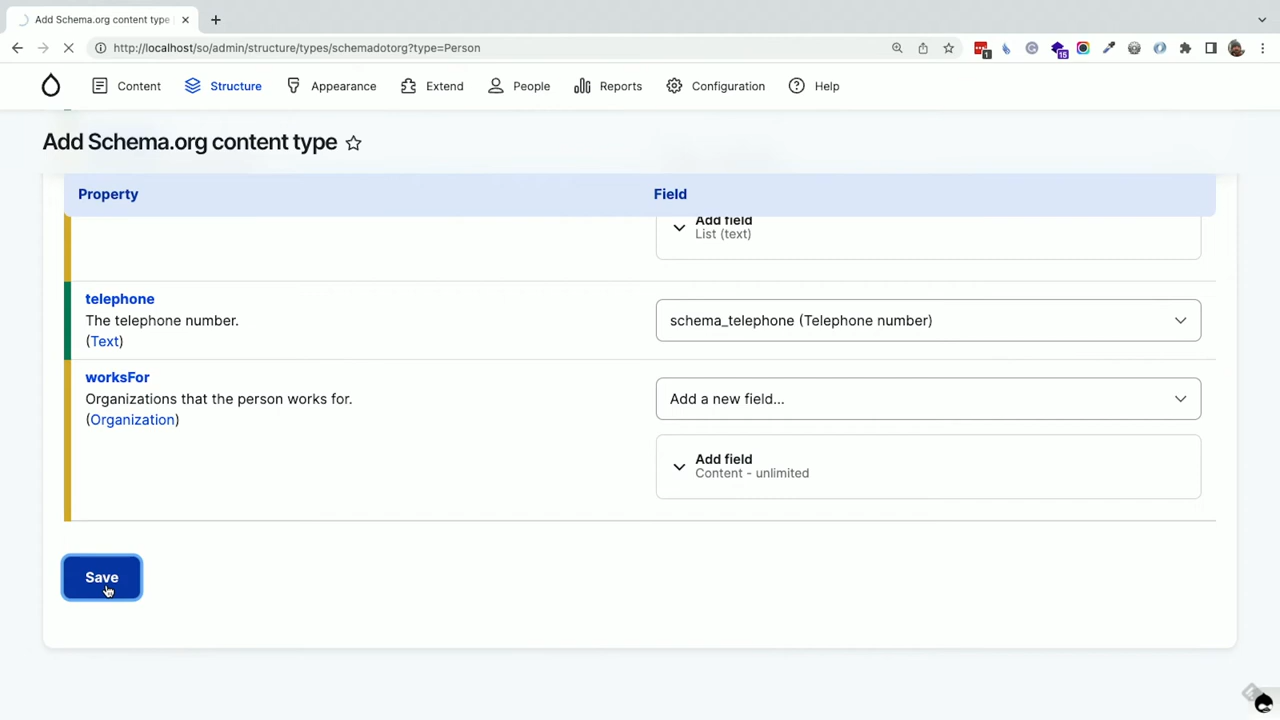 Add Schema.org content type
http://localhost/so/admin/structure/types/schemadotorg?type=Person
1
15
Content
Structure
Appearance
Extend
People
Reports
Configuration
Help
Add Schema.org content type
Property
Field
Add field
List (text)
telephone
The telephone number.
(Text)
schema_telephone (Telephone number)
worksFor
Organizations that the person works for.
(Organization)
Add a new field...
Add field
Content - unlimited
Save